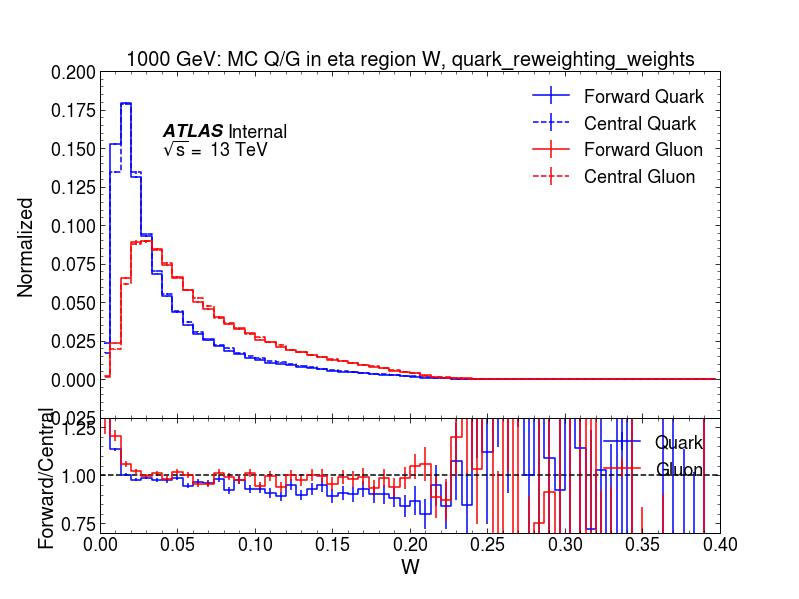 1000 GeV: MC Q/G in eta region W, quark_reweighting_weights
0.200
0.175
0.150
0.125
0.100
0.075
0.050
0.025
0.000
0.025
Normalized
ATLAS Internal
√s = 13 TeV
Forward Quark
Central Quark
Forward Gluon
Central Gluon
1.25
1.00
0.75
Forward/Central
Quark
Gluon
0.00 0.05 0.10 0.15 0.20 0.25 0.30 0.35 0.40
W